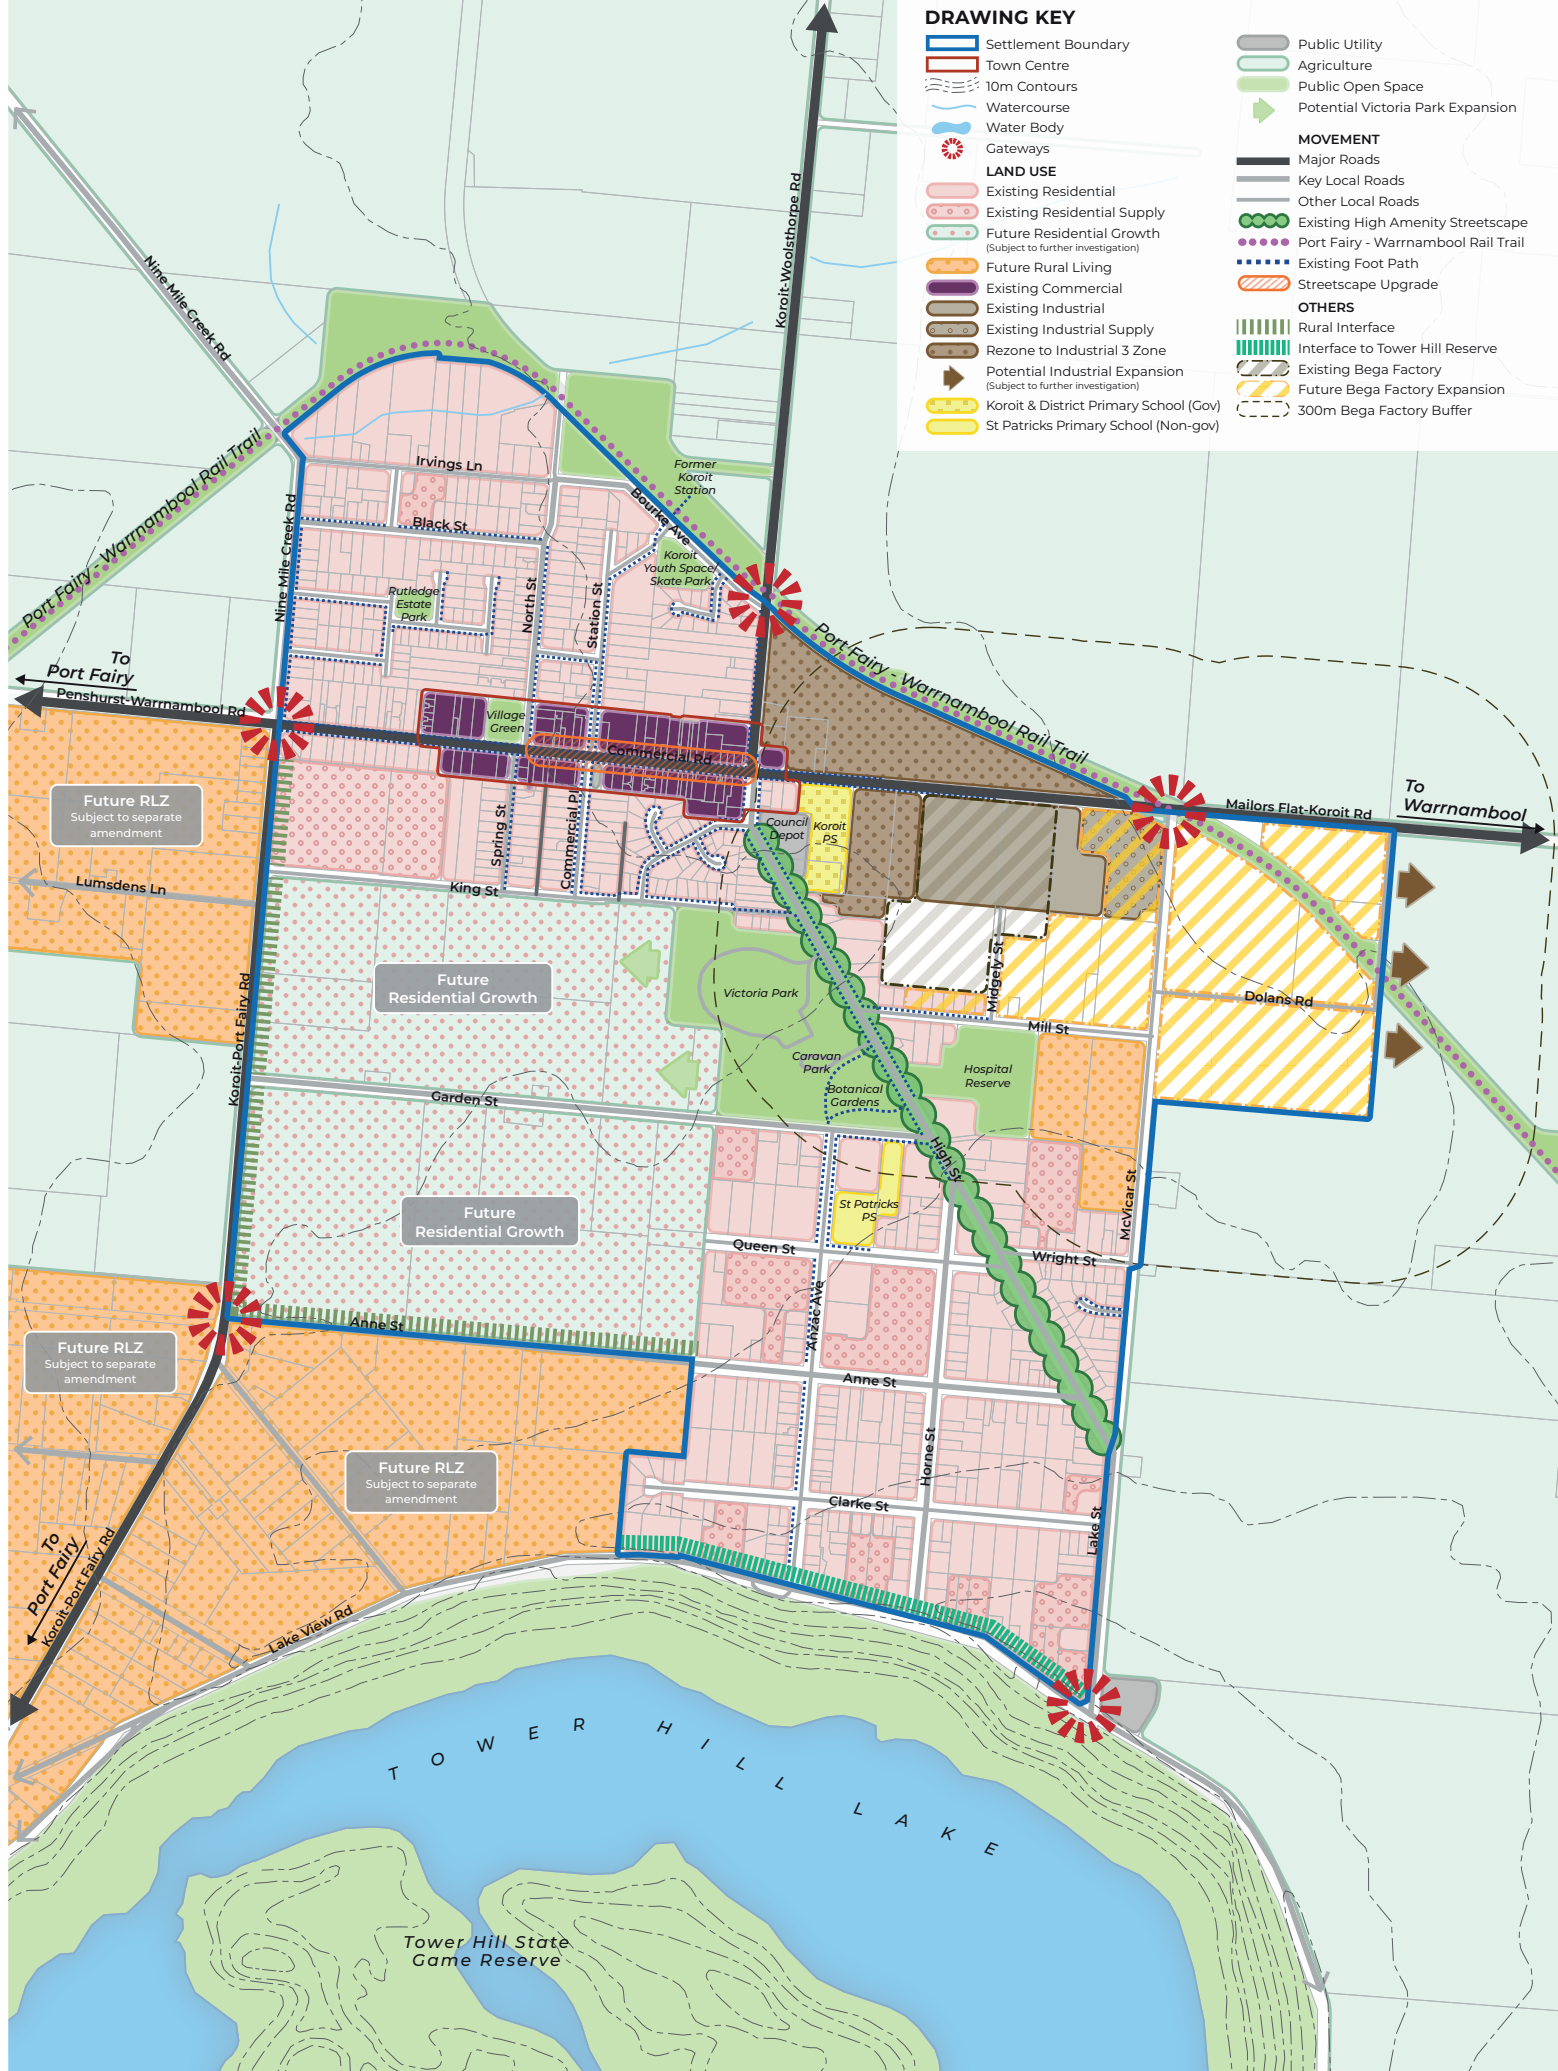 DRAWING KEY
Settlement Boundary
Town Centre
10m Contours
Watercourse
Water Body
Gateways
LAND USE
Existing Residential
Existing Residential Supply
Future Residential Growth
(Subject to further investigation)
Future Rural Living
Existing Commercial
Existing Industrial
Existing Industrial Supply
Rezone to Industrial 3 Zone
Potential Industrial Expansion
(Subject to further investigation)
Koroit & District Primary School (Gov)
St Patricks Primary School (Non-gov)
Public Utility
Agriculture
Public Open Space
Potential Victoria Park Expansion
MOVEMENT
Major Roads
Key Local Roads
Other Local Roads
Existing High Amenity Streetscape
Port Fairy - Warrnambool Rail Trail
Existing Foot Path
Streetscape Upgrade
OTHERS
Rural Interface
Interface to Tower Hill Reserve
Existing Bega Factory
Future Bega Factory Expansion
300m Bega Factory Buffer
Koroit-Woolsthorpe Rd
Nine Mile Creek Rd
Port Fairy - Warrnambool Rail Trail
Irvings Ln
Former
Koroit
Station
Bourke Ave
Black St
Nine Mile Creek Rd
Koroit
Youth Space/
Skate Park
Rutledge
Estate
Park
North St
Station St
Port Fairy - Warrnambool Rail Trail
To
Port Fairy
Penshurst-Warrnambool Rd
Village
Green
Commercial Rd
To
Warrnambool
Mailors Flat-Koroit Rd
Future RLZ
Subject to separate
amendment
Council
Depot
Koroit
PS
Spring St
Commercial Pl
Lumsdens Ln
King St
Future
Residential Growth
Victoria Park
Midgely St
Dolans Rd
Mill St
Koroit-Port Fairy Rd
Caravan
Park
Hospital
Reserve
Botanical
Gardens
Garden St
High St
St Patricks
PS
McVicar St
Future
Residential Growth
Queen St
Wright St
Anzac Ave
Anne St
Future RLZ
Subject to separate
amendment
Anne St
Horne St
Future RLZ
Subject to separate
amendment
Clarke St
Lake St
To
Port Fairy
Koroit-Port Fairy Rd
Lake View Rd
TOWER HILL LAKE
Tower Hill State
Game Reserve